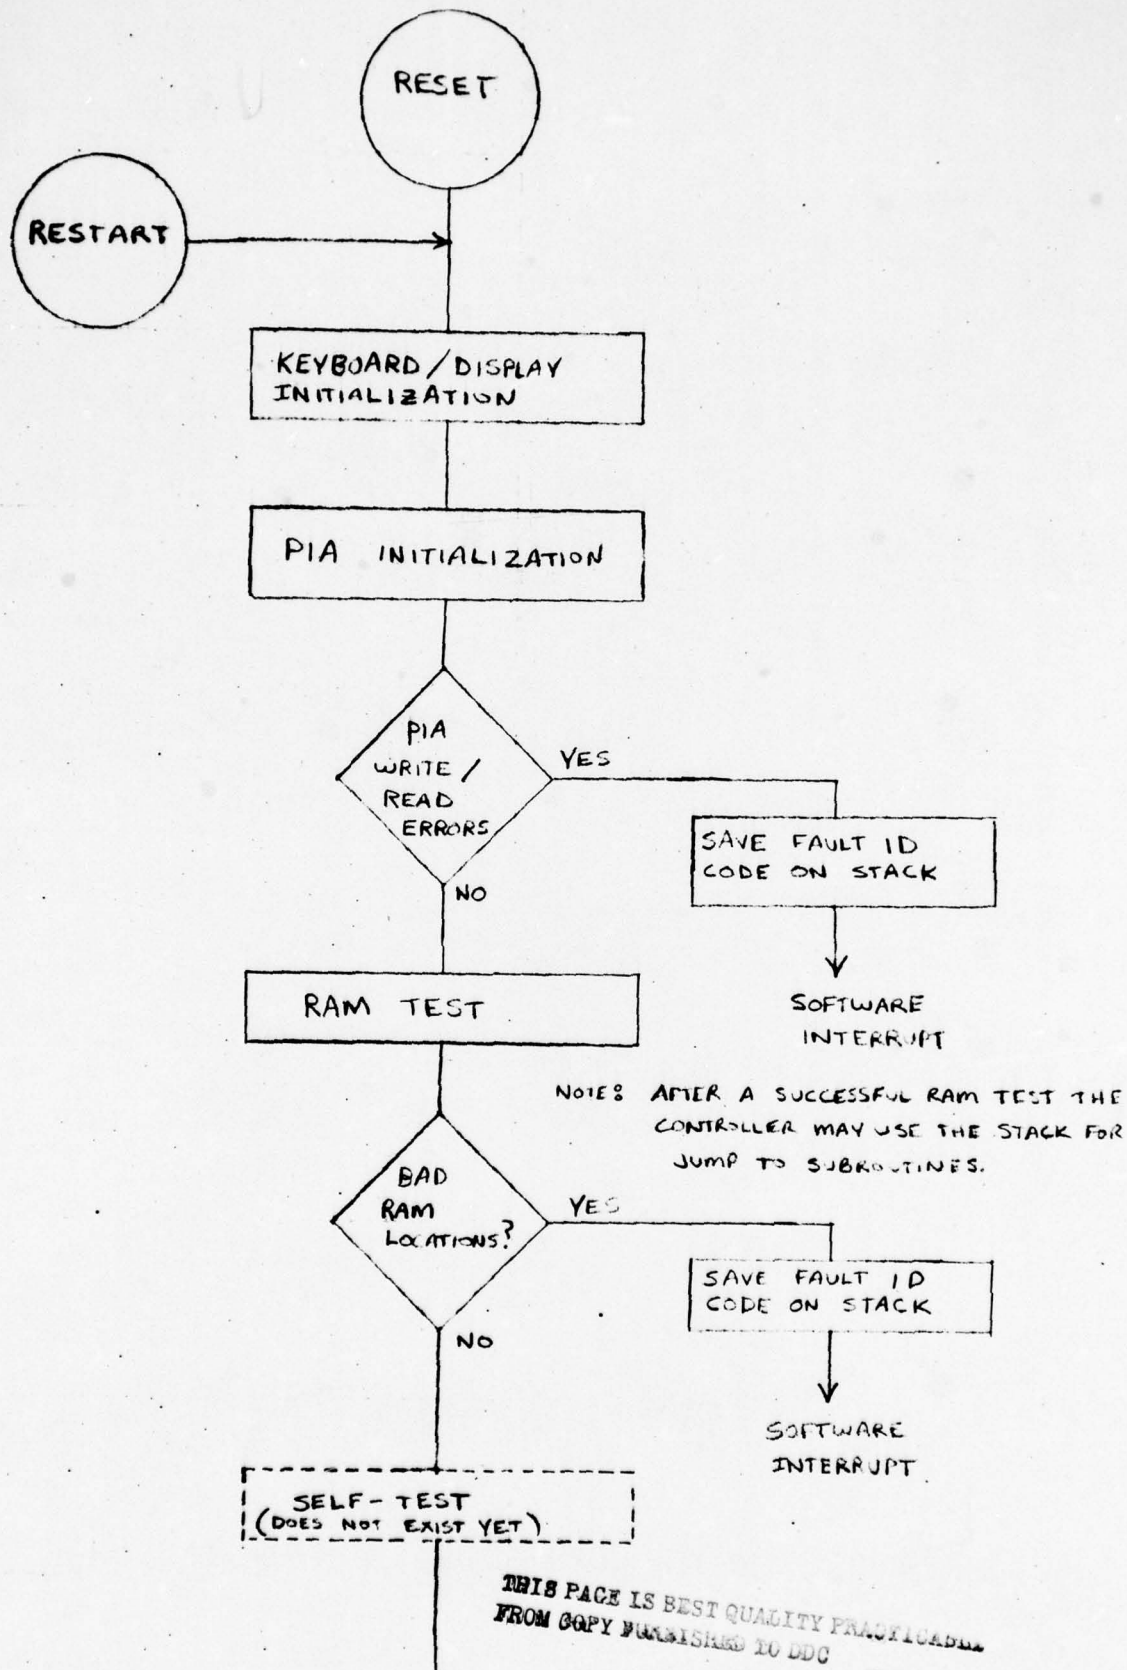 RESET
RESTART
KEYBOARD/DISPLAY
INITIALIZATION
PIA INITIALIZATION
PIA
WRITE/
READ
ERRORS
YES
SAVE FAULT ID
CODE ON STACK
NO
SOFTWARE
INTERRUPT
RAM TEST
NOTE: AFTER A SUCCESSFUL RAM TEST THE
CONTROLLER MAY USE THE STACK FOR
JUMP TO SUBROUTINES.
BAD
RAM
LOCATIONS?
YES
SAVE FAULT ID
CODE ON STACK
NO
SOFTWARE
INTERRUPT
SELF-TEST
(DOES NOT EXIST YET)
THIS PAGE IS BEST QUALITY PRACTICABLE
FROM COPY FURNISHED TO DDC